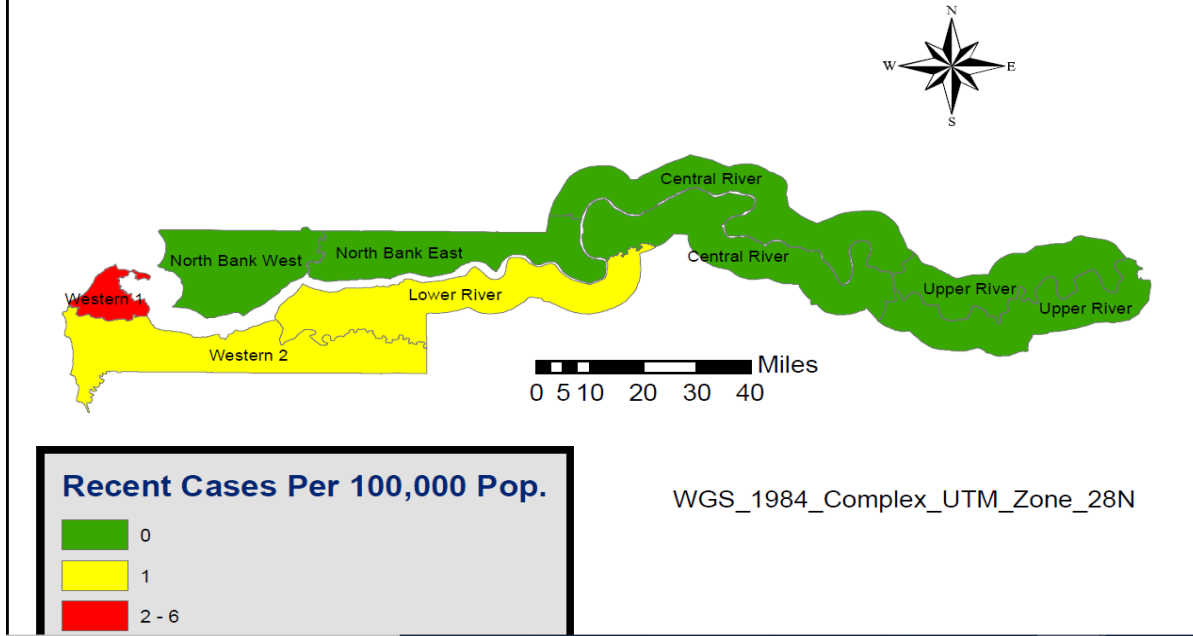 N
W E
S
Central River
North Bank East
North Bank West
Central River
Upper River
Lower River
Western 1
Upper River
Western 2
Miles
0 5 10 20 30 40
Recent Cases Per 100,000 Pop.
WGS_1984_Complex_UTM_Zone_28N
0
1
2 - 6